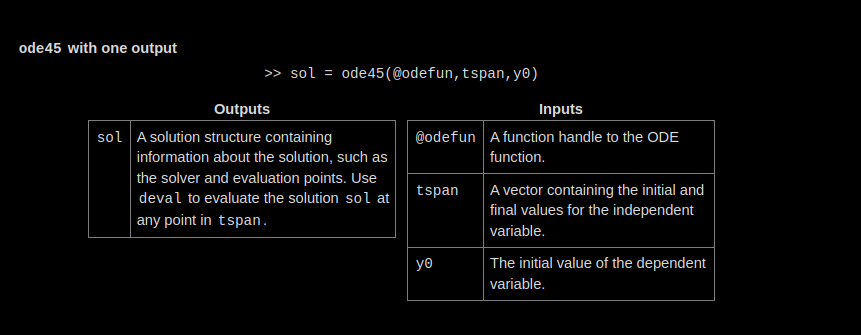 ode45 with one output
>> sol = ode45(@odefun,tspan,y0)
Outputs
sol
A solution structure containing
information about the solution, such as
the solver and evaluation points. Use
deval to evaluate the solution sol at
any point in tspan.
Inputs
@odefun
A function handle to the ODE
function.
tspan
A vector containing the initial and
final values for the independent
variable.
y0
The initial value of the dependent
variable.